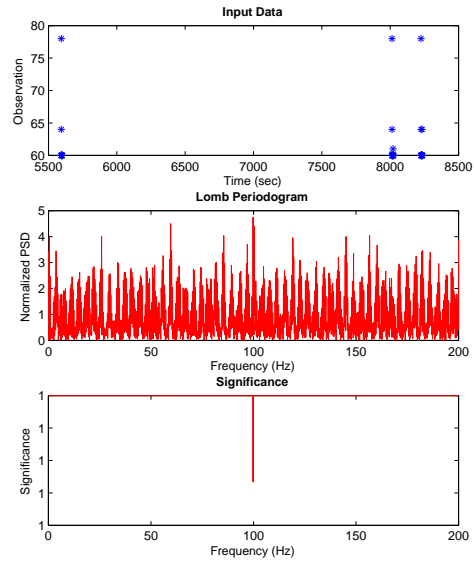 Input Data
80
75
70
65
60
Observation
5500 6000 6500 7000 7500 8000 8500
Time (sec)
Lomb Periodogram
5
4
3
2
1
0
Normalized PSD
0 50 100 150 200
Frequency (Hz)
Significance
1
1
1
1
1
Significance
0 50 100 150 200
Frequency (Hz)